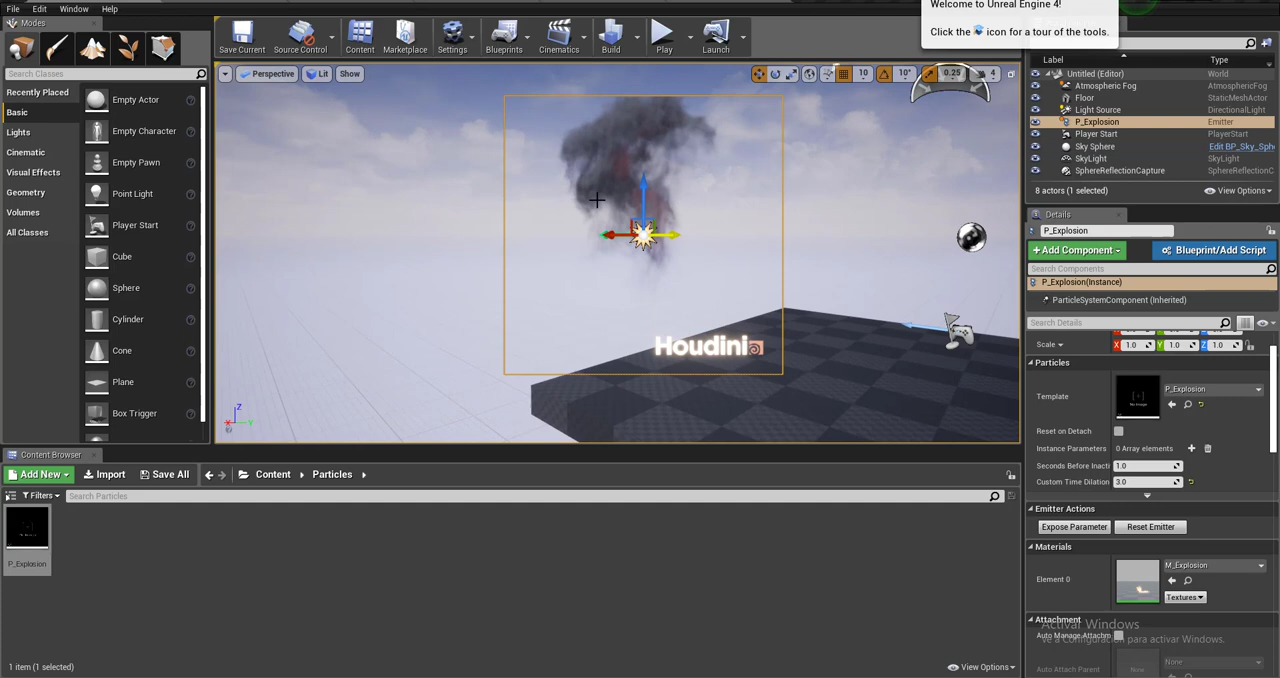 File Edit Window Help
Welcome to Unreal Engine 4!
Click the icon for a tour of the tools.
Modes
Save Current
Source Control
Content
Marketplace
Settings
Blueprints
Cinematics
Build
Play
Launch
Search Classes
Recently Placed
Basic
Lights
Cinematic
Visual Effects
Geometry
Volumes
All Classes
Empty Actor
Empty Character
Empty Pawn
Point Light
Player Start
Cube
Sphere
Cylinder
Cone
Plane
Box Trigger
Perspective
Lit
Show
10
10°
0.25
4
Houdini
Z
X
Y
Label Type
Untitled (Editor) World
Atmospheric Fog AtmosphericFog
Floor StaticMeshActor
Light Source DirectionalLight
P_Explosion Emitter
Player Start PlayerStart
Sky Sphere Edit BP_Sky_Sph
SkyLight SkyLight
SphereReflectionCapture SphereReflectionC
8 actors (1 selected) View Options
Details
P_Explosion
+ Add Component
Blueprint/Add Script
Search Components
P_Explosion(Instance)
ParticleSystemComponent (Inherited)
Search Details
Scale X 1.0 Y 1.0 Z 1.0
Particles
Template
P_Explosion
Reset on Detach
Instance Parameters 0 Array elements
Seconds Before Inacti 1.0
Custom Time Dilation 3.0
Emitter Actions
Expose Parameter
Reset Emitter
Materials
Element 0
M_Explosion
Textures
Attachment
Auto Manage Attachm
Auto Attach Parent
None
None
Activar Windows
Ve a Configuración para activar Windows.
Content Browser
Add New
Import
Save All
Content
Particles
Filters
Search Particles
P_Explosion
1 item (1 selected)
View Options